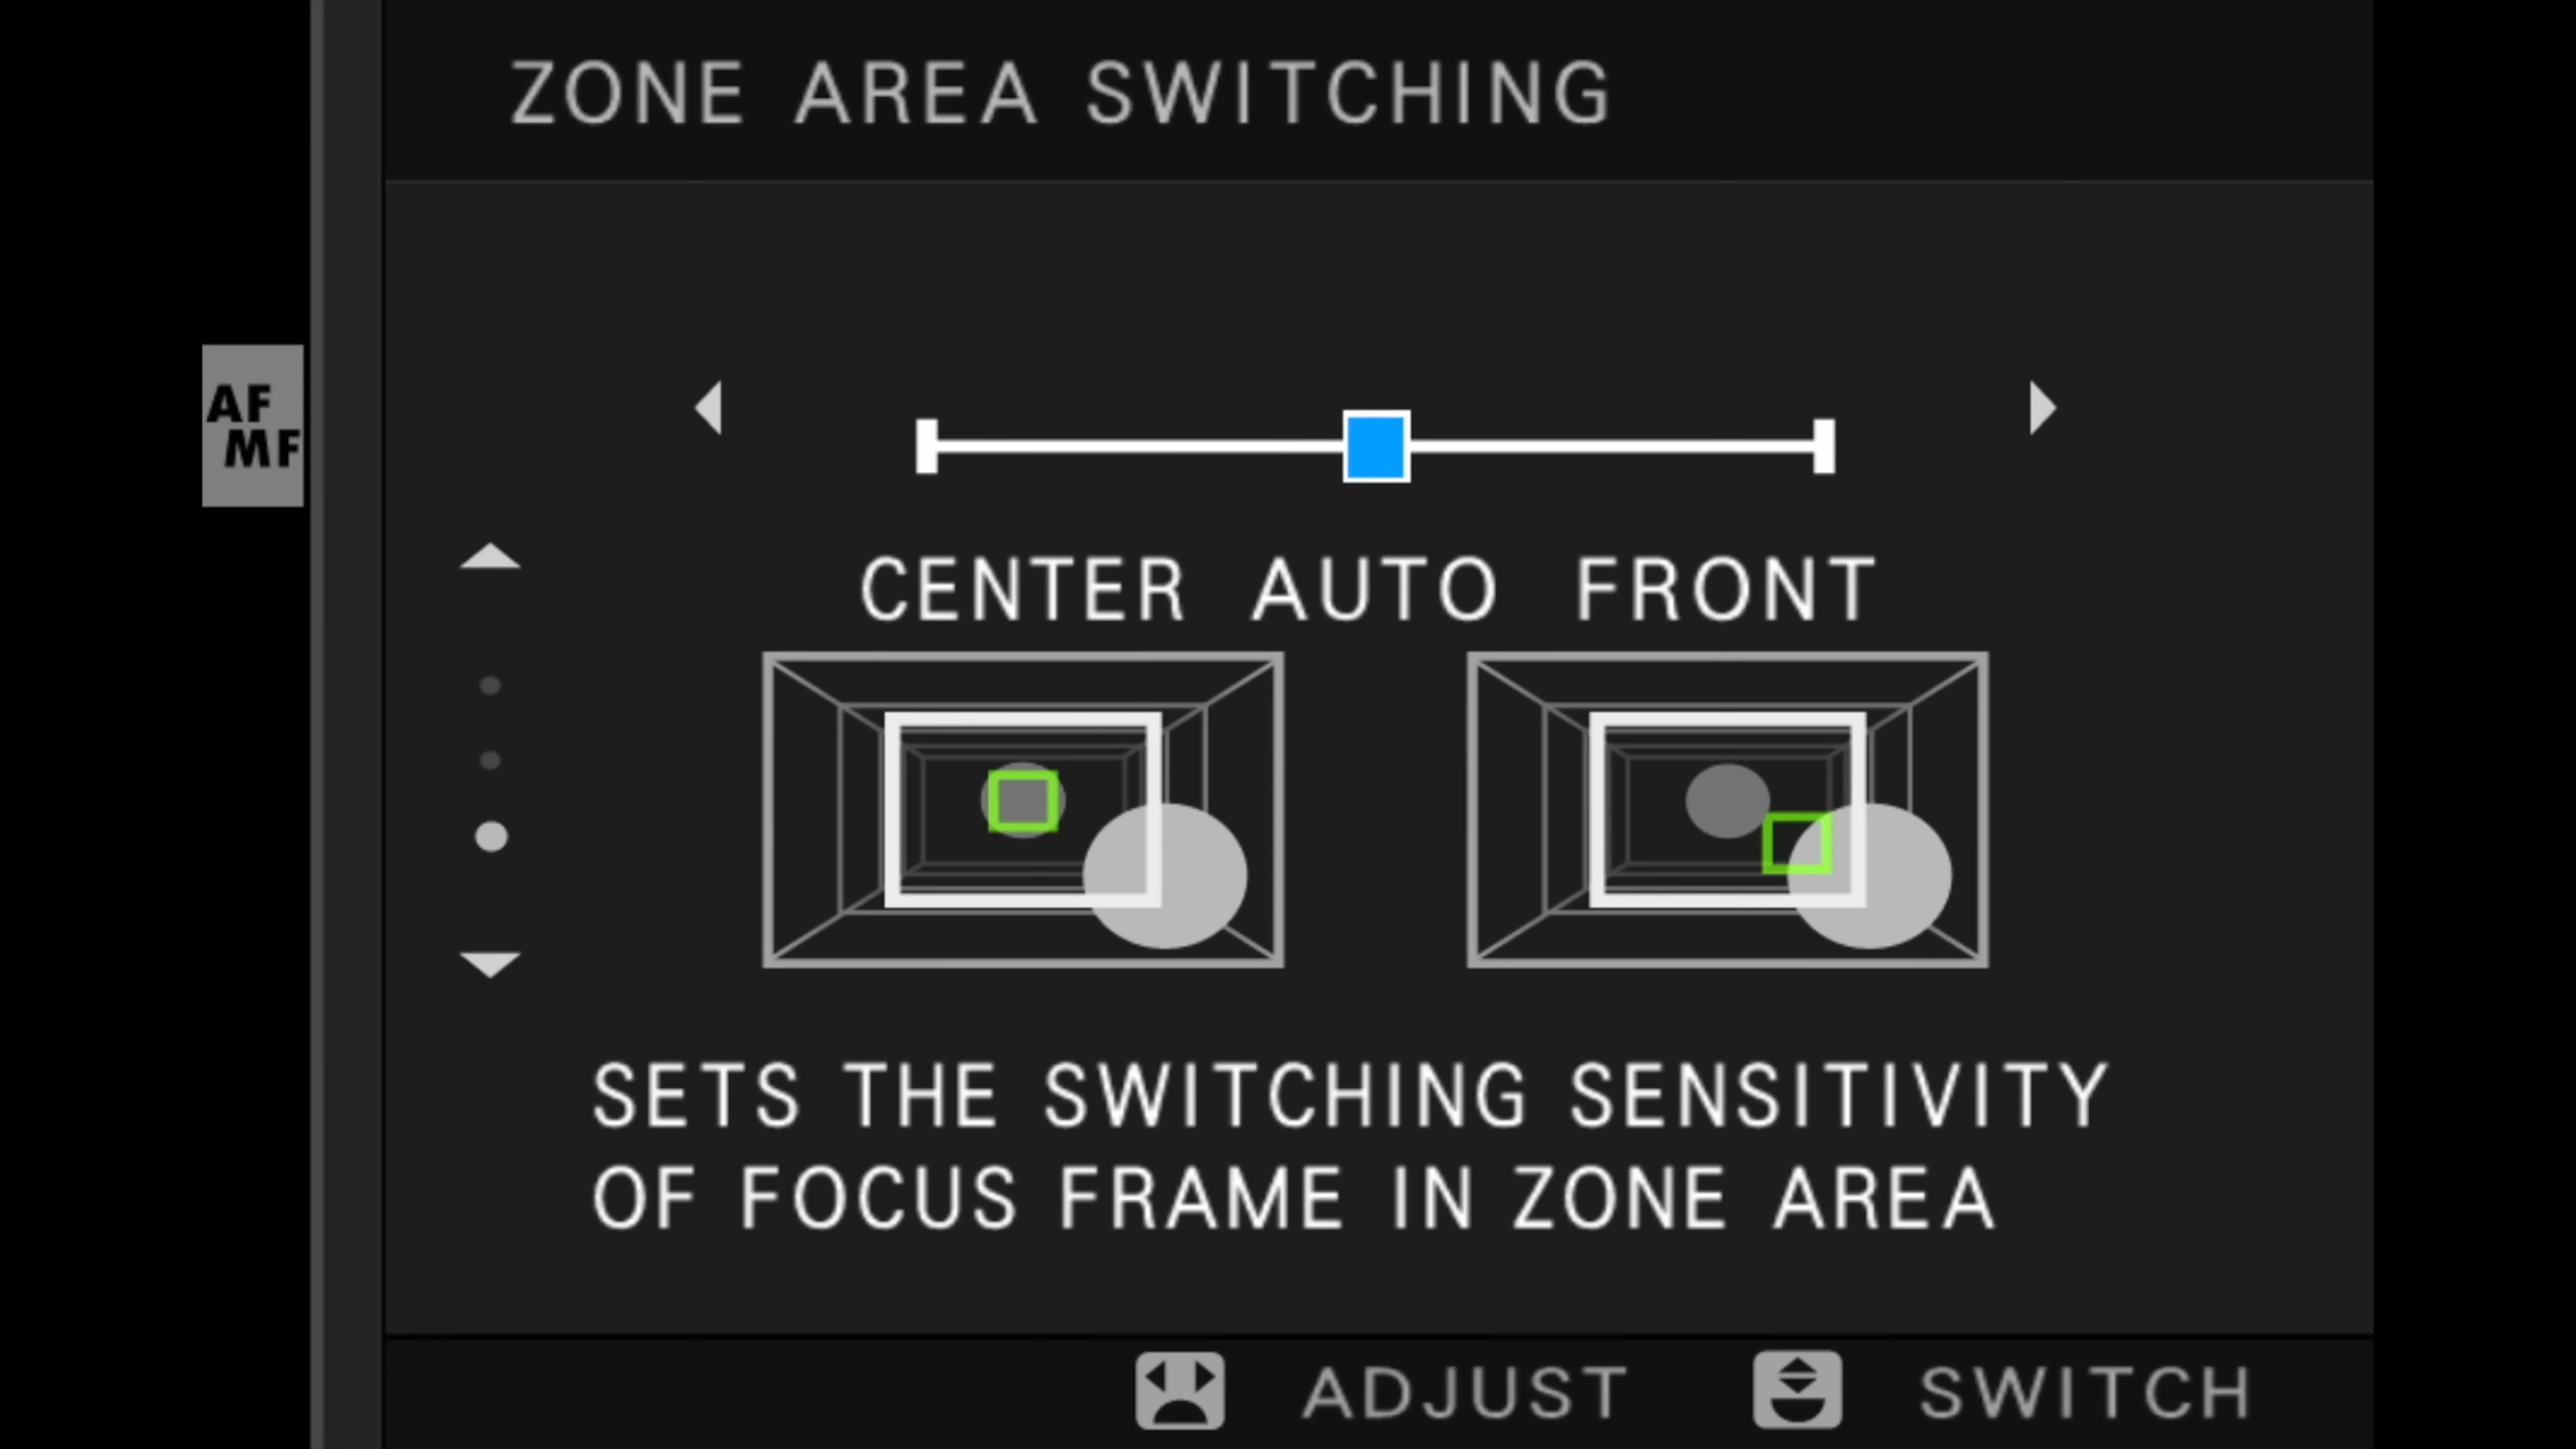 ZONE AREA SWITCHING
AF
MF
CENTER AUTO FRONT
SETS THE SWITCHING SENSITIVITY
OF FOCUS FRAME IN ZONE AREA
ADJUST SWITCH